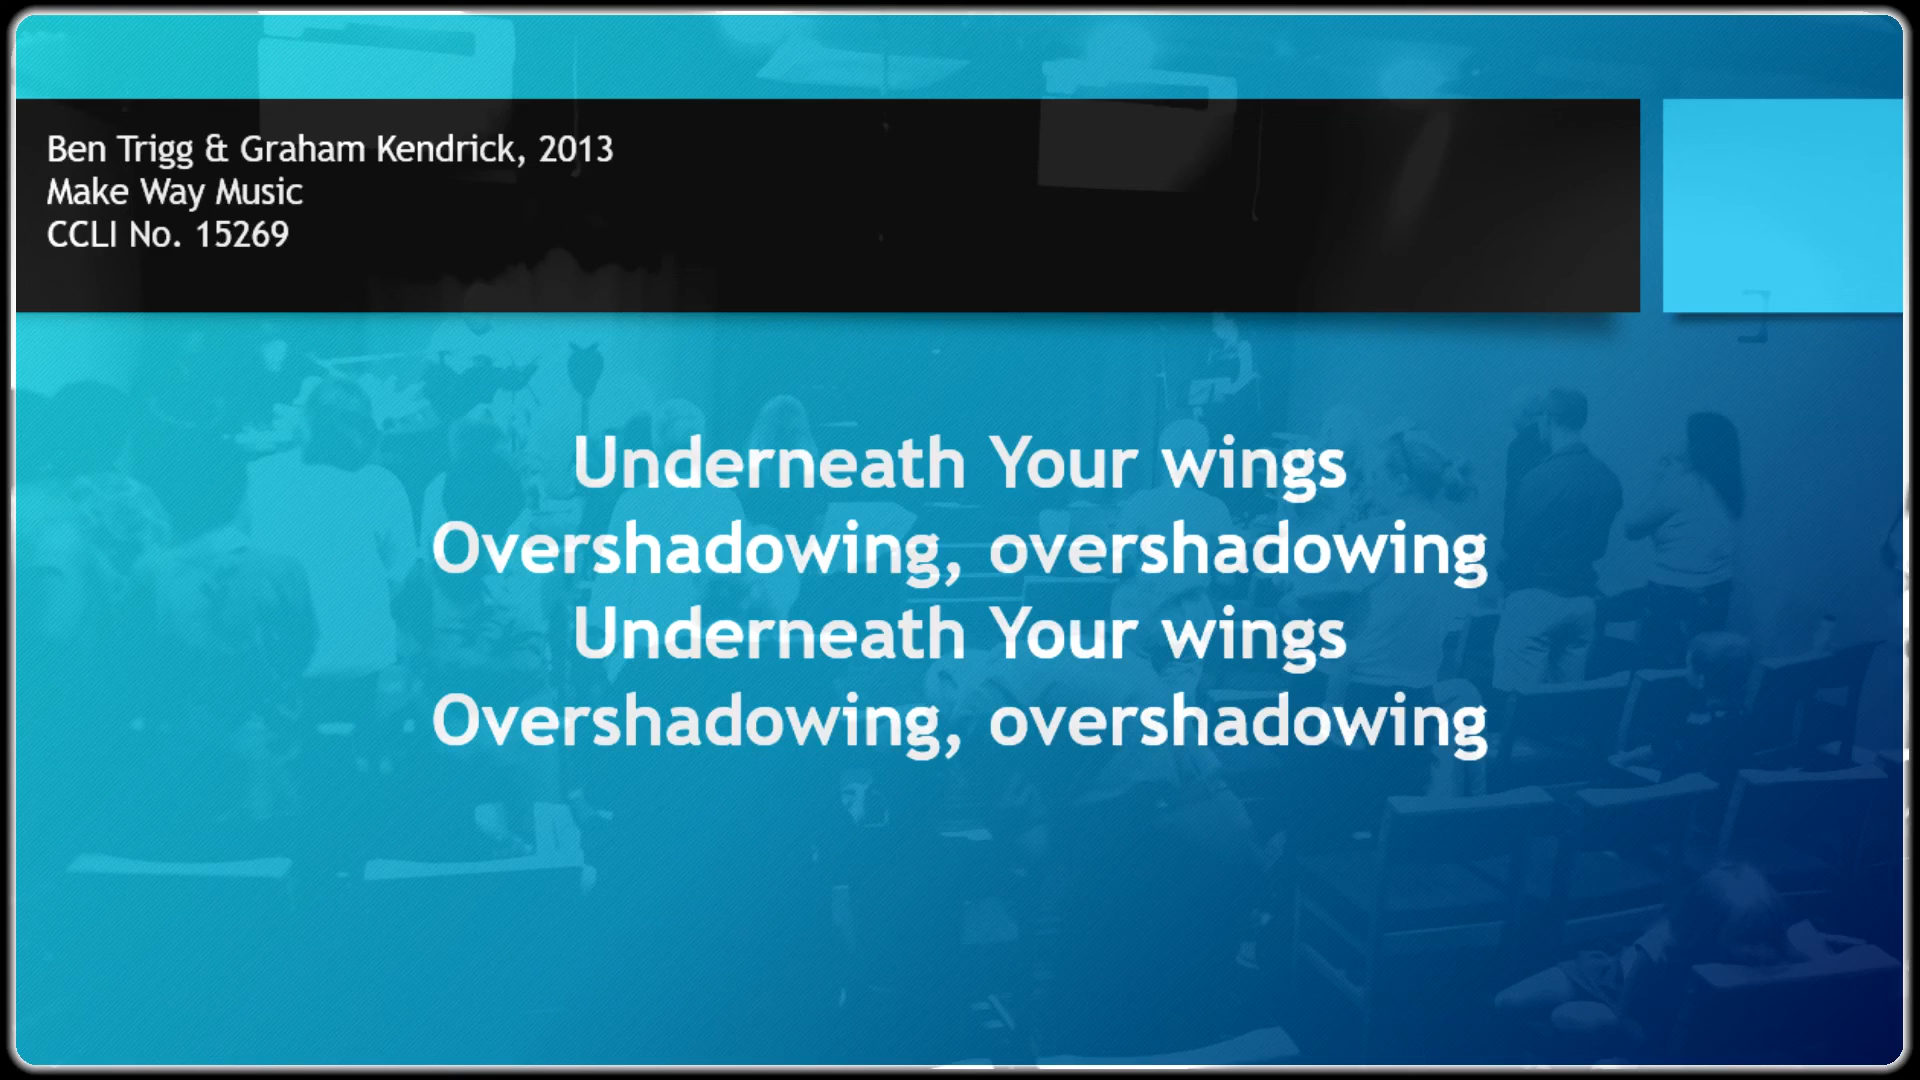 Ben Trigg & Graham Kendrick, 2013
Make Way Music
CCLI No. 15269
Underneath Your wings
Overshadowing, overshadowing
Underneath Your wings
Overshadowing, overshadowing